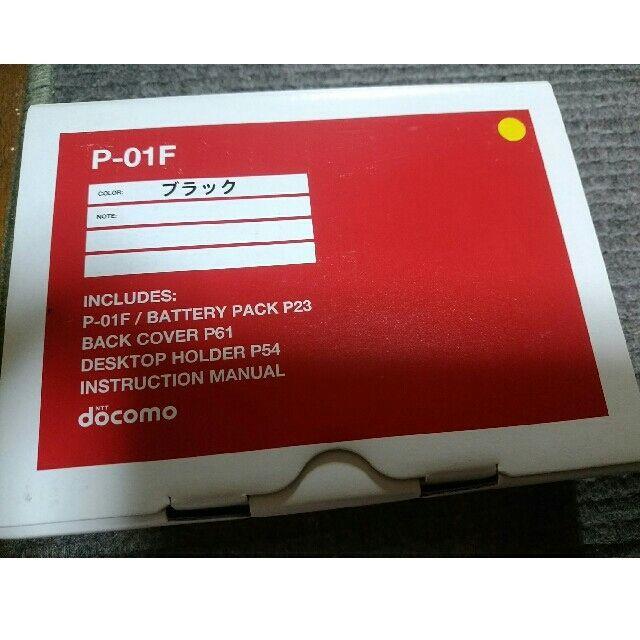 P-01F
COLOR: ブラック
NOTE:
INCLUDES:
P-01F / BATTERY PACK P23
BACK COVER P61
DESKTOP HOLDER P54
INSTRUCTION MANUAL
NTT
docomo